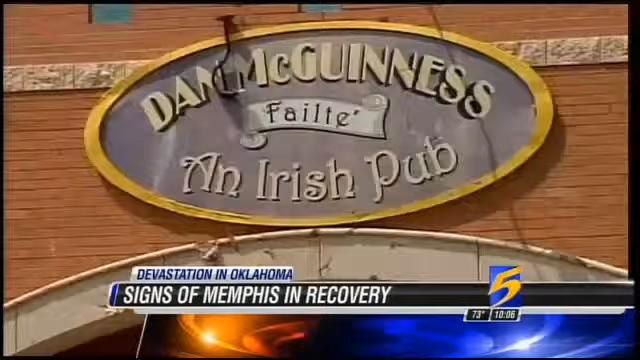 DAN McGUINNESS
Failte'
An Irish Pub
DEVASTATION IN OKLAHOMA
SIGNS OF MEMPHIS IN RECOVERY
5
73° 10:06